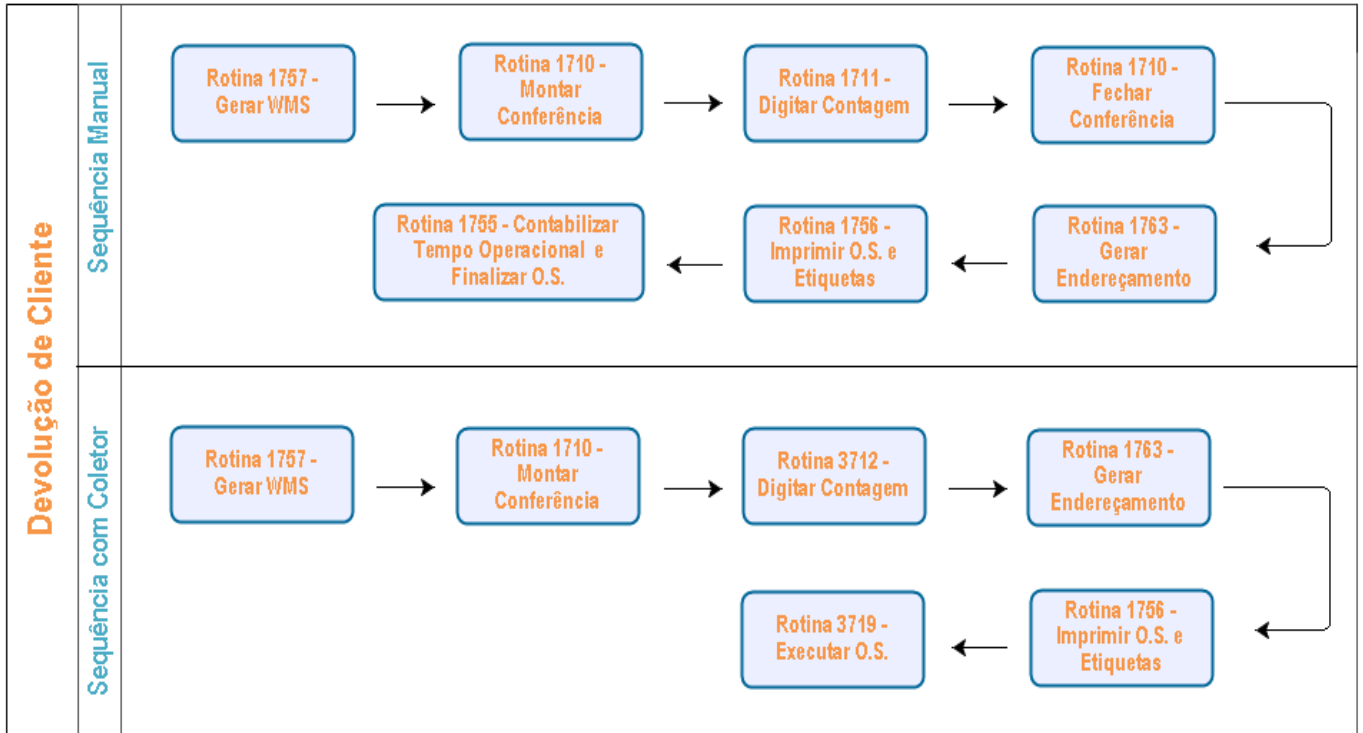 Devolução de Cliente
Sequência Manual
Rotina 1757 -
Gerar WMS
Rotina 1710 -
Montar
Conferência
Rotina 1711 -
Digitar Contagem
Rotina 1710 -
Fechar
Conferência
Rotina 1763 -
Gerar
Endereçamento
Rotina 1756 -
Imprimir O.S. e
Etiquetas
Rotina 1755 - Contabilizar
Tempo Operacional e
Finalizar O.S.
Sequência com Coletor
Rotina 1757 -
Gerar WMS
Rotina 1710 -
Montar
Conferência
Rotina 3712 -
Digitar Contagem
Rotina 1763 -
Gerar
Endereçamento
Rotina 1756 -
Imprimir O.S. e
Etiquetas
Rotina 3719 -
Executar O.S.